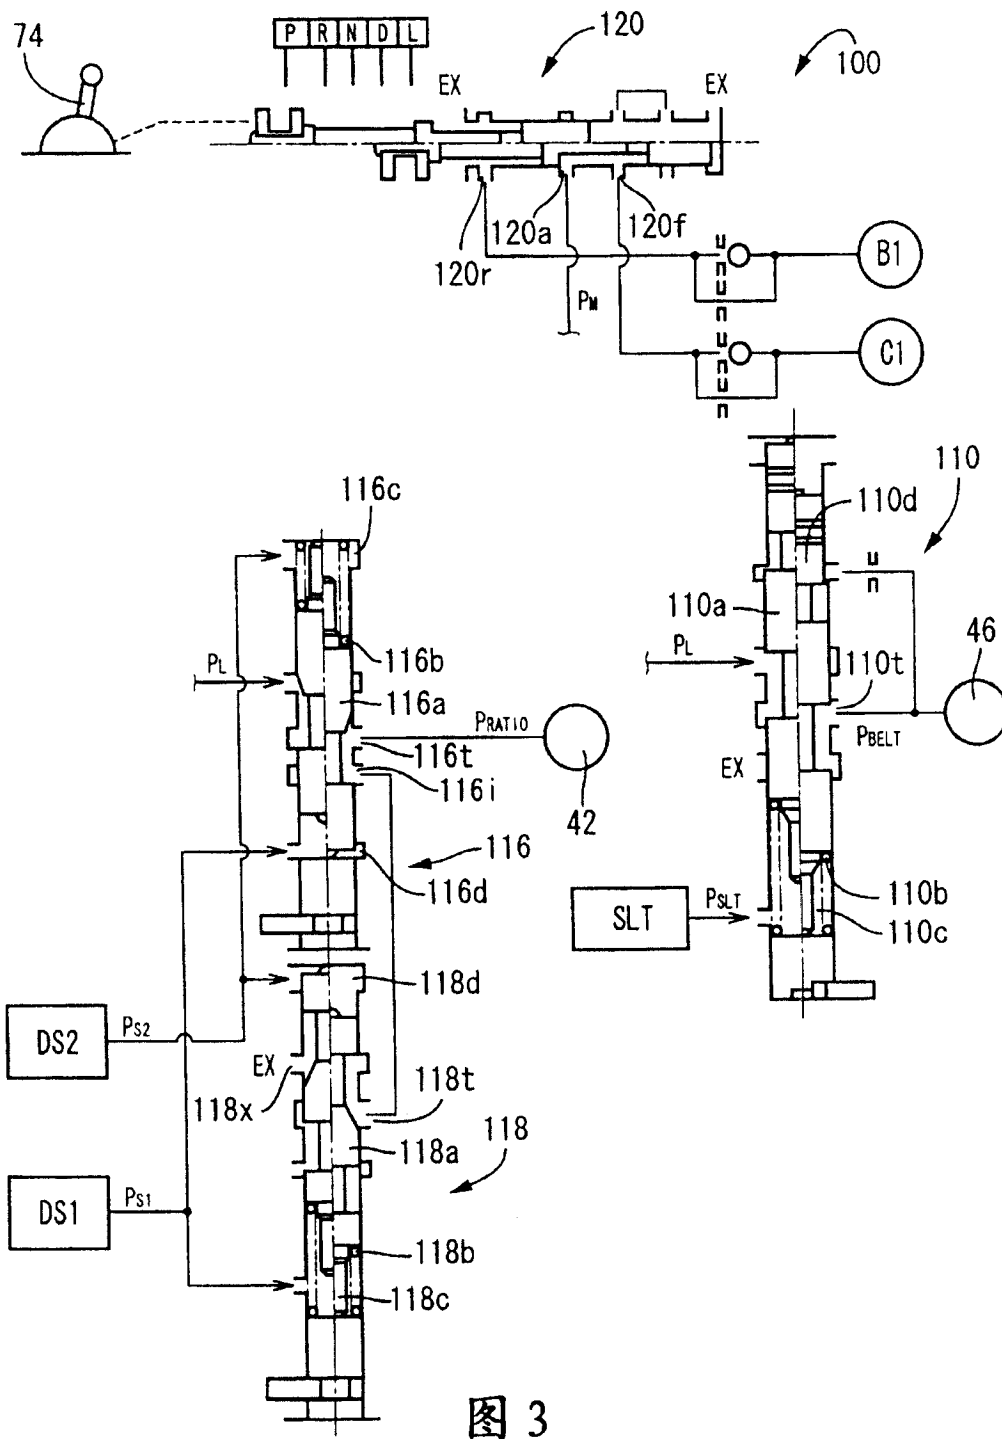 74
P R N D L
120
100
EX
EX
120r
120a
120f
PM
B1
C1
116c
110
110d
110a
PL
116b
PL
116a
46
110t
PRATIO
PBELT
116t
EX
116i
42
116
116d
SLT
PSLT
110b
110c
118d
DS2
PS2
EX
118x
118t
118a
118
DS1
PS1
118b
118c
图 3